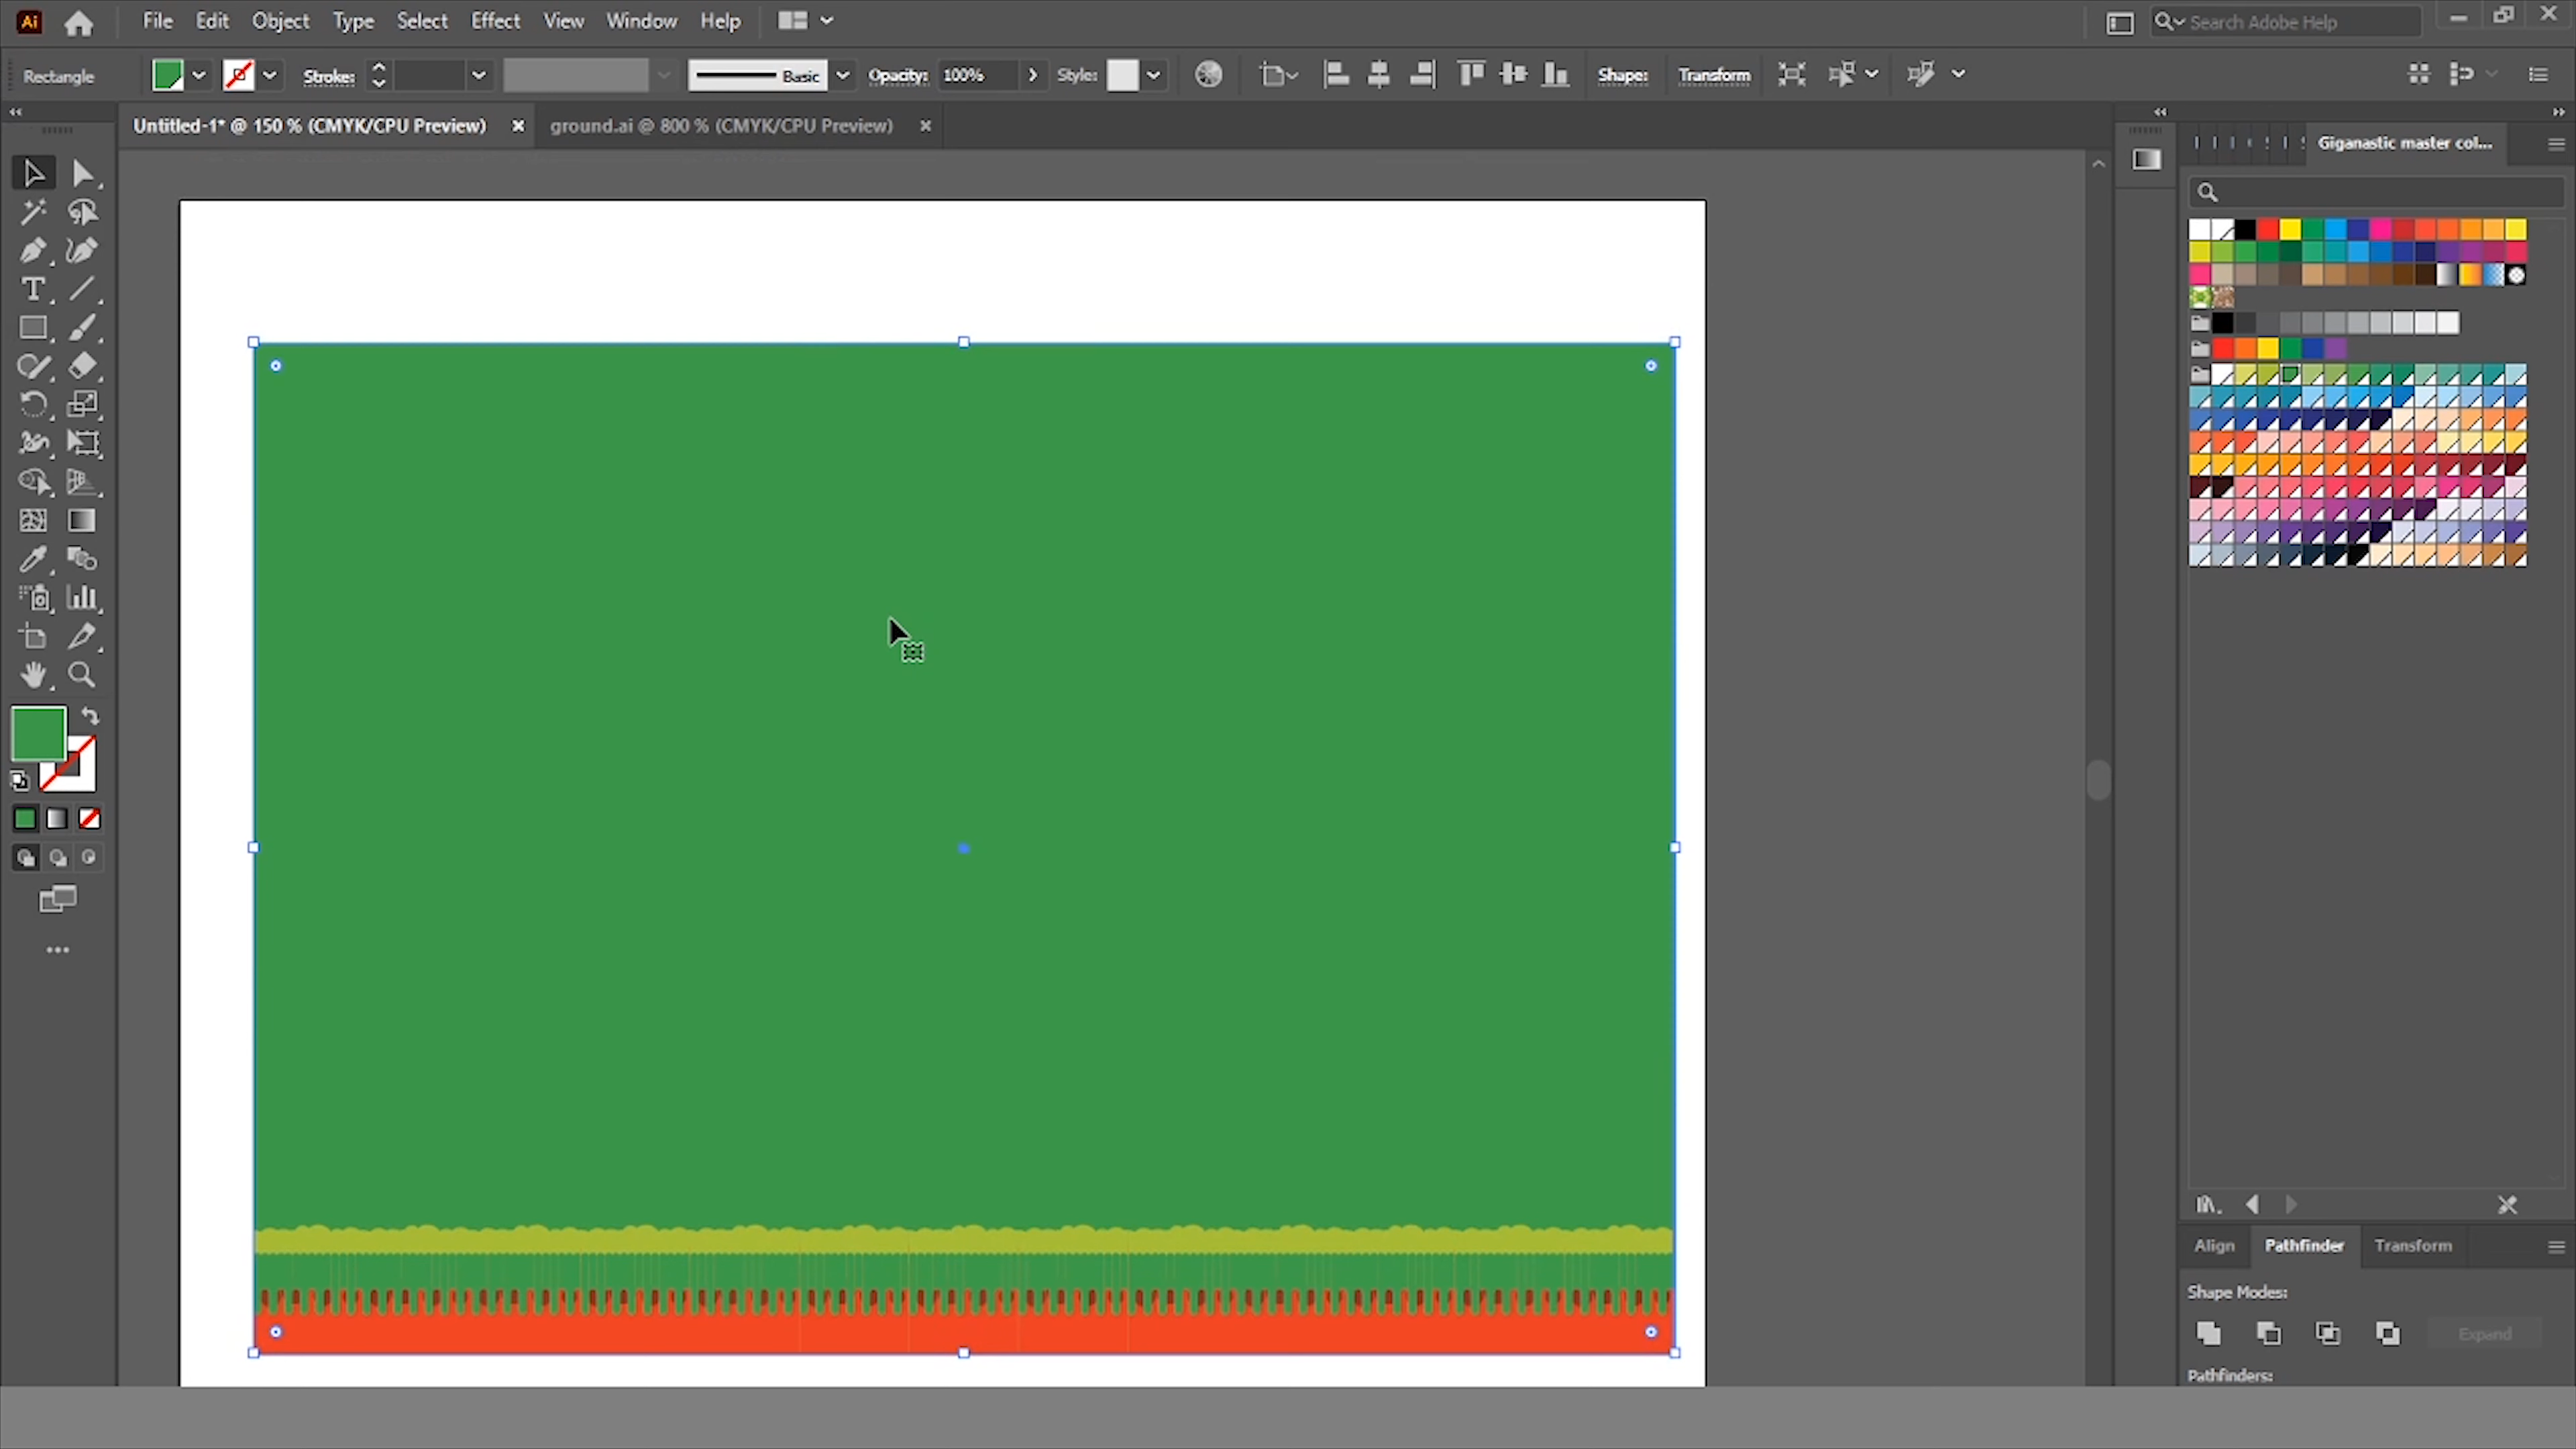 Ai File Edit Object Type Select Effect View Window Help Search Adobe Help
Rectangle Stroke: Basic Opacity: 100% Style: Shape: Transform
Untitled-1* @ 150 % (CMYK/CPU Preview) ground.ai @ 800 % (CMYK/CPU Preview)
Giganastic master col...
Align Pathfinder Transform
Shape Modes:
Expand
Pathfinders: